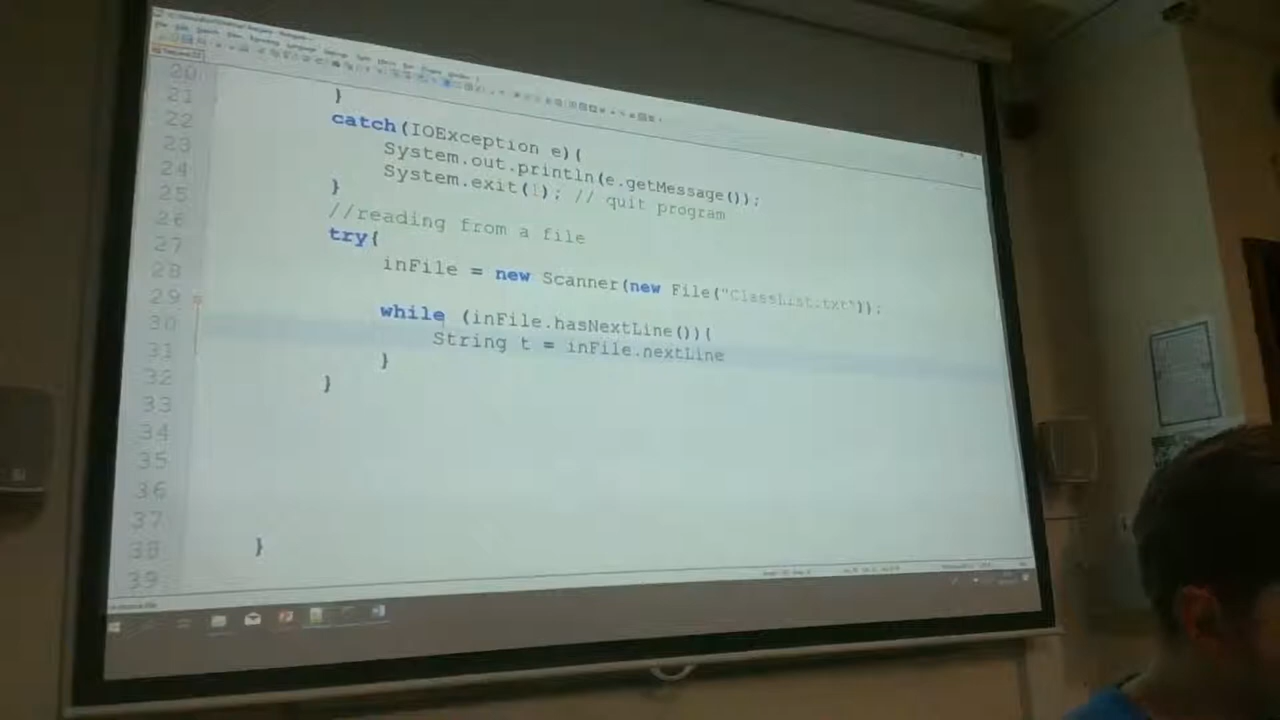 20
21 }
22 catch(IOException e){
23 System.out.println(e.getMessage());
24 System.exit(1); // quit program
25 }
26 //reading from a file
27 try{
28 inFile = new Scanner(new File("ClassList.txt"));
29
30 while (inFile.hasNextLine()){
31 String t = inFile.nextLine
32 }
33 }
34
35
36
37
38 }
39